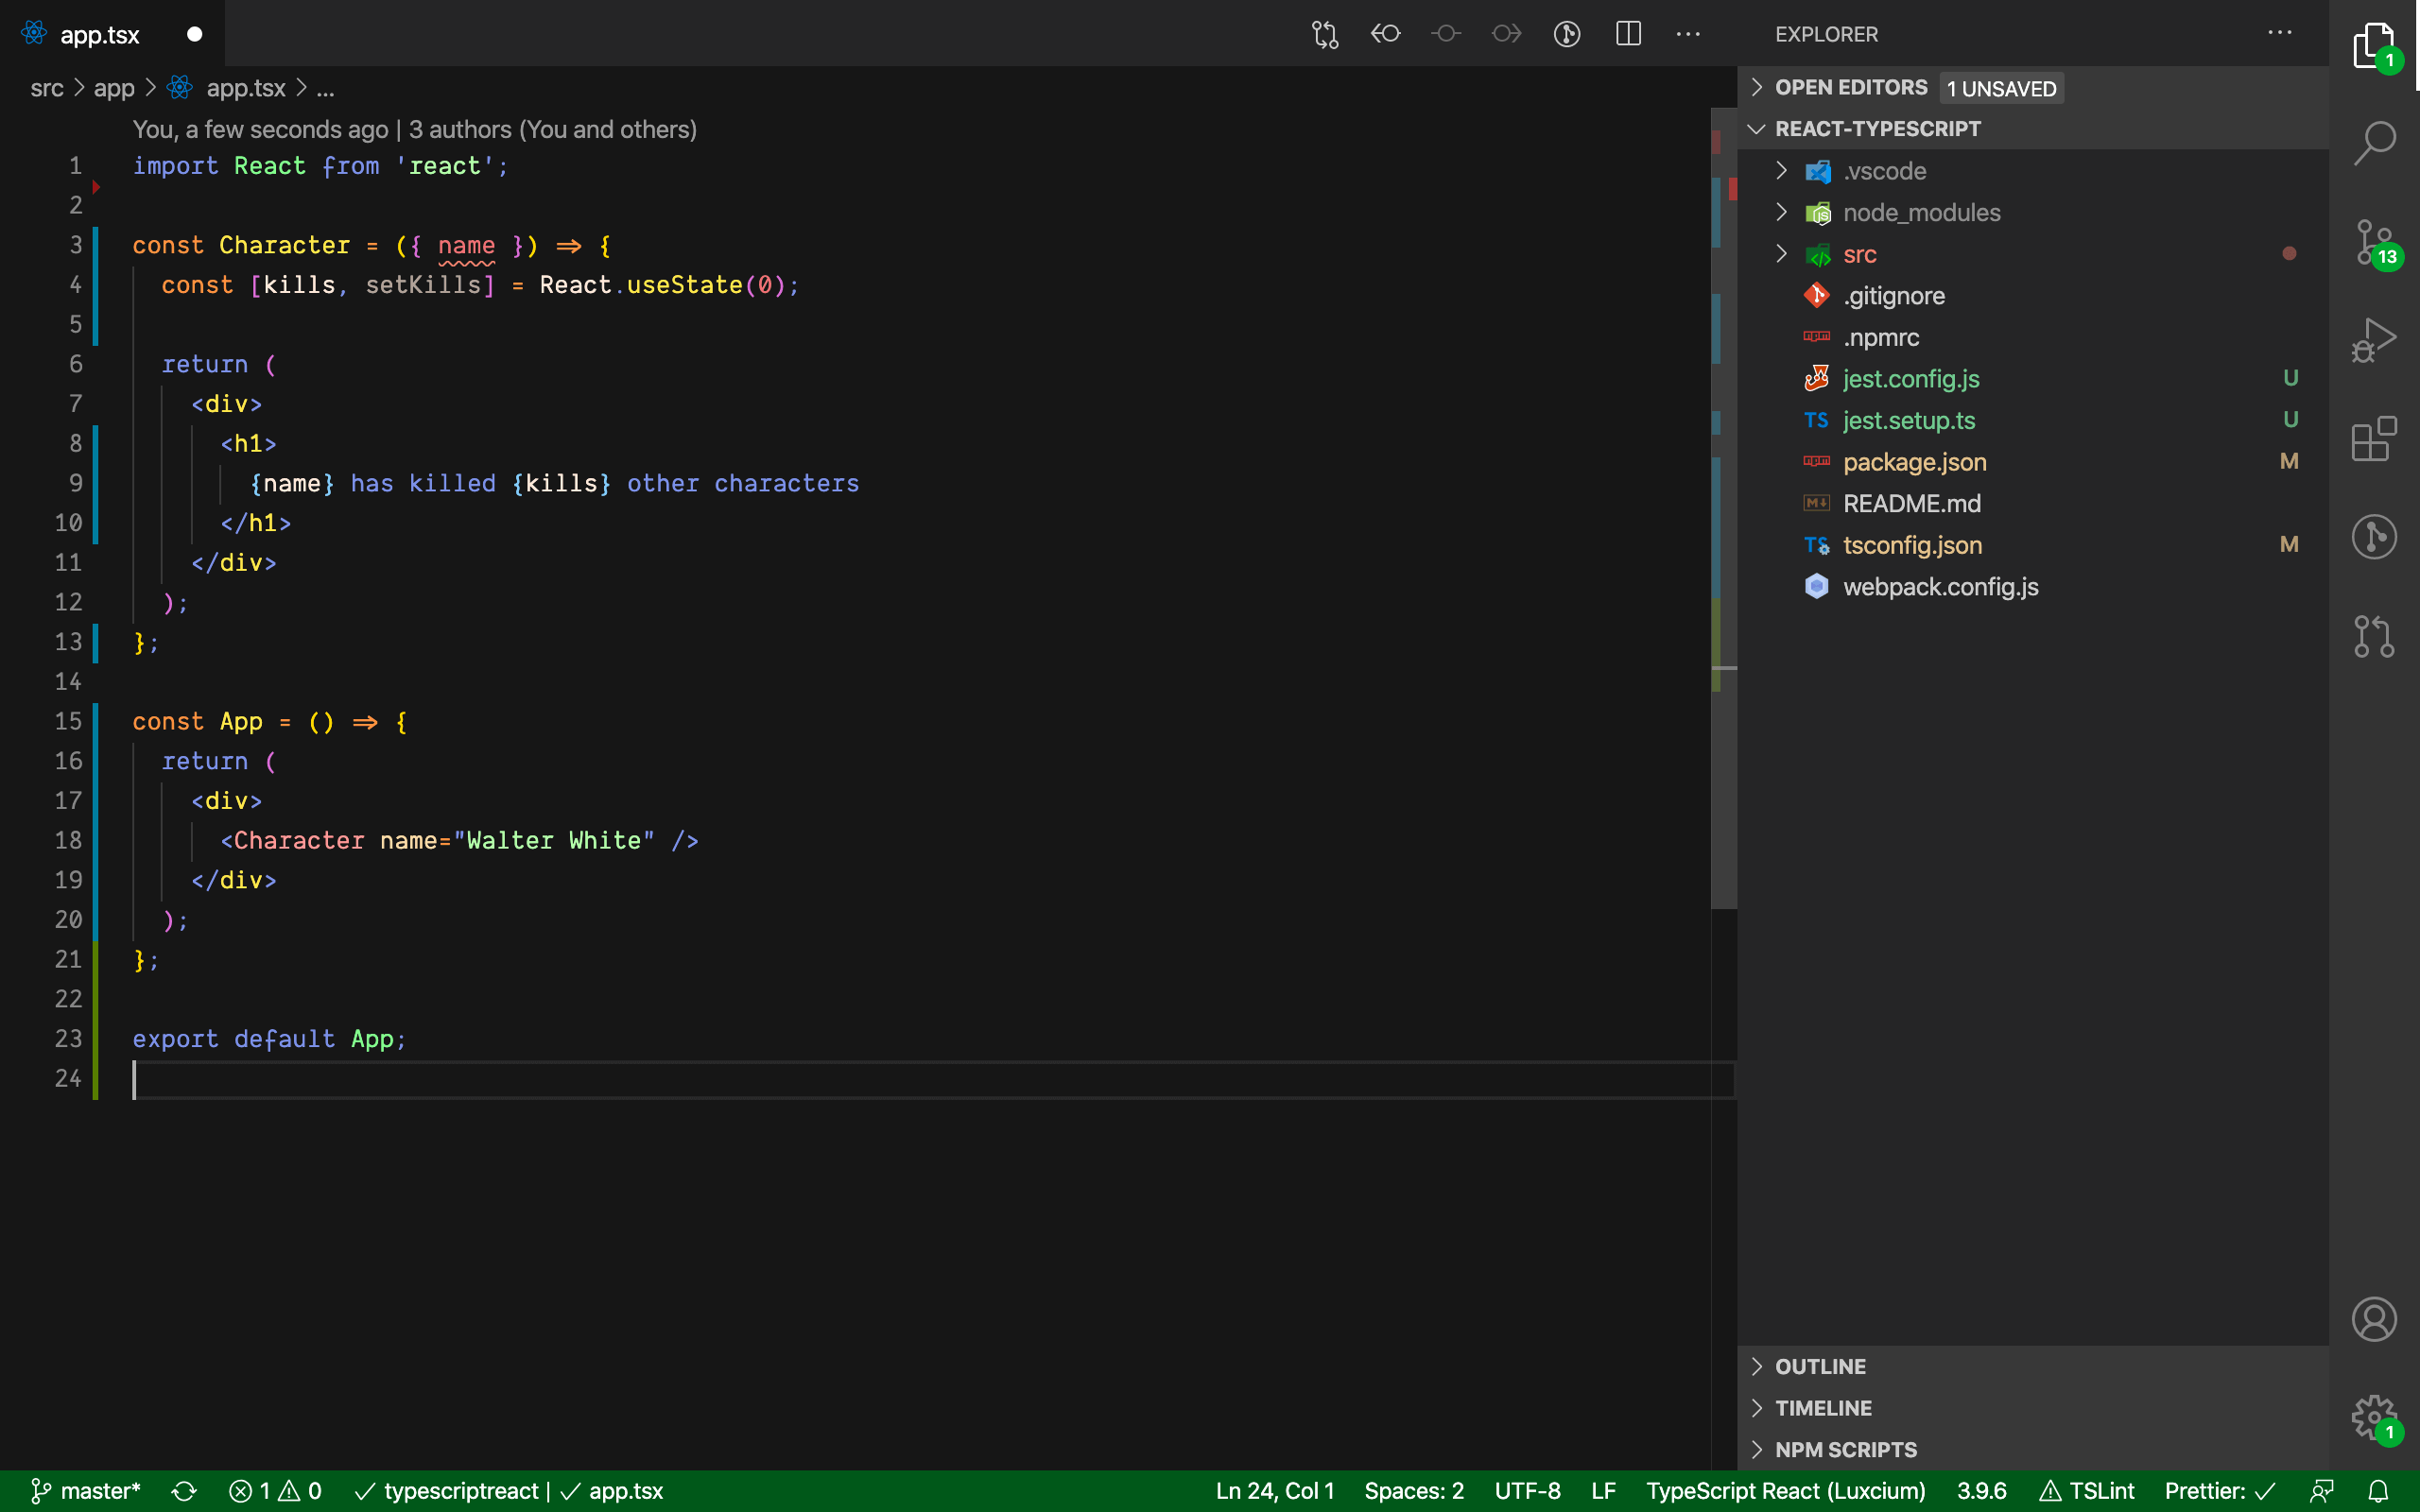 app.tsx
src > app > app.tsx > ...
You, a few seconds ago | 3 authors (You and others)
1 import React from 'react';
2
3 const Character = ({ name }) => {
4   const [kills, setKills] = React.useState(0);
5
6   return (
7     <div>
8       <h1>
9         {name} has killed {kills} other characters
10       </h1>
11     </div>
12   );
13 };
14
15 const App = () => {
16   return (
17     <div>
18       <Character name="Walter White" />
19     </div>
20   );
21 };
22
23 export default App;
24
EXPLORER
OPEN EDITORS 1 UNSAVED
REACT-TYPESCRIPT
.vscode
node_modules
src
.gitignore
.npmrc
jest.config.js U
TS jest.setup.ts U
package.json M
README.md
TS tsconfig.json M
webpack.config.js
OUTLINE
TIMELINE
NPM SCRIPTS
1
13
1
master* 1 0 typescriptreact | app.tsx Ln 24, Col 1 Spaces: 2 UTF-8 LF TypeScript React (Luxcium) 3.9.6 TSLint Prettier: